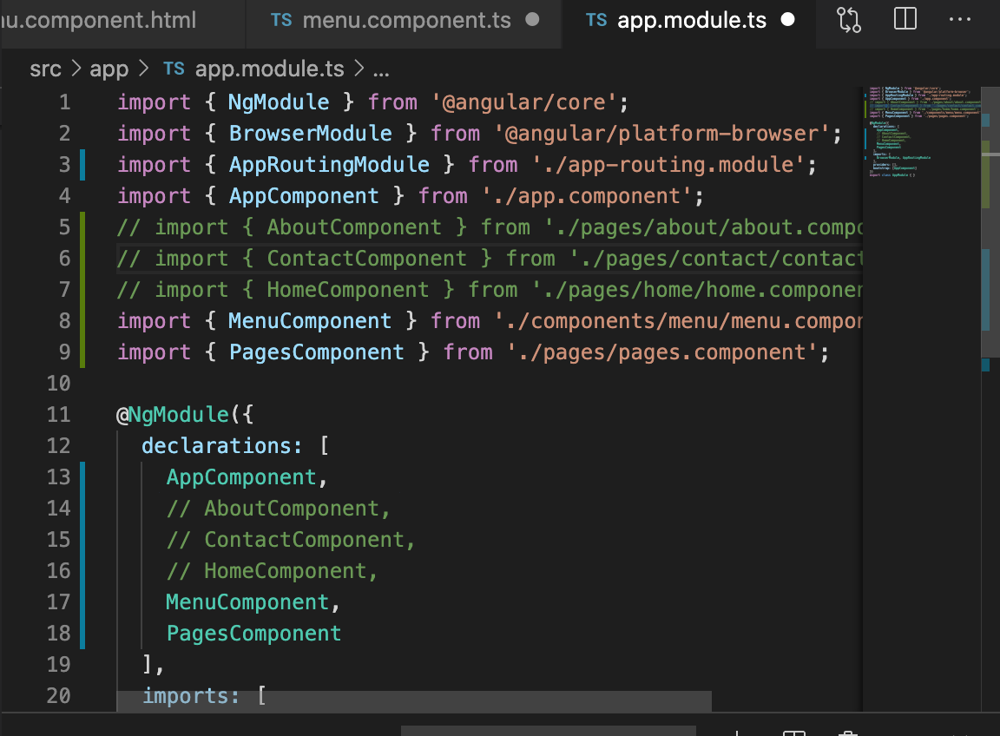 nu.component.html TS menu.component.ts TS app.module.ts ...
src > app > TS app.module.ts > ...
1 import { NgModule } from '@angular/core';
2 import { BrowserModule } from '@angular/platform-browser';
3 import { AppRoutingModule } from './app-routing.module';
4 import { AppComponent } from './app.component';
5 // import { AboutComponent } from './pages/about/about.compo
6 // import { ContactComponent } from './pages/contact/contact
7 // import { HomeComponent } from './pages/home/home.componen
8 import { MenuComponent } from './components/menu/menu.compon
9 import { PagesComponent } from './pages/pages.component';
10
11 @NgModule({
12 declarations: [
13 AppComponent,
14 // AboutComponent,
15 // ContactComponent,
16 // HomeComponent,
17 MenuComponent,
18 PagesComponent
19 ],
20 imports: [